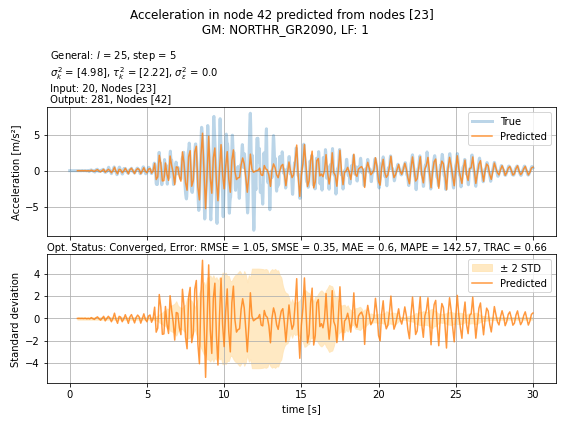 Acceleration in node 42 predicted from nodes [23]
GM: NORTHR_GR2090, LF: 1
General: l = 25, step = 5
σ²ₖ = [4.98], τ²ₖ = [2.22], σ²ε = 0.0
Input: 20, Nodes [23]
Output: 281, Nodes [42]
Acceleration [m/s²]
5
0
−5
True
Predicted
Opt. Status: Converged, Error: RMSE = 1.05, SMSE = 0.35, MAE = 0.6, MAPE = 142.57, TRAC = 0.66
Standard deviation
4
2
0
−2
−4
± 2 STD
Predicted
0 5 10 15 20 25 30
time [s]